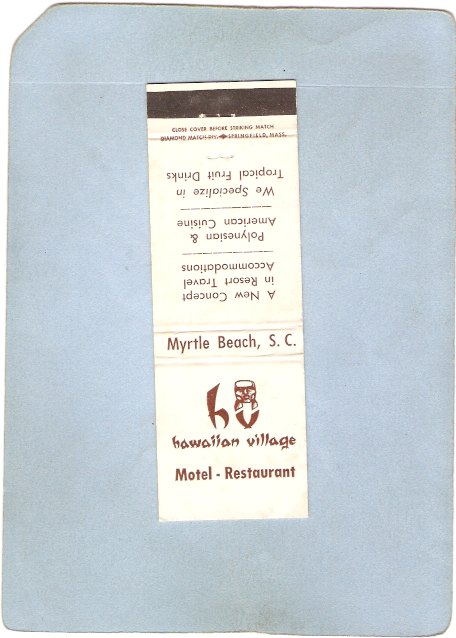 CLOSE COVER BEFORE STRIKING MATCH
DIAMOND MATCH DIV. SPRINGFIELD, MASS.
A New Concept
in Resort Travel
Accommodations
Polynesian &
American Cuisine
We Specialize in
Tropical Fruit Drinks
Myrtle Beach, S. C.
hv
hawaiian village
Motel - Restaurant